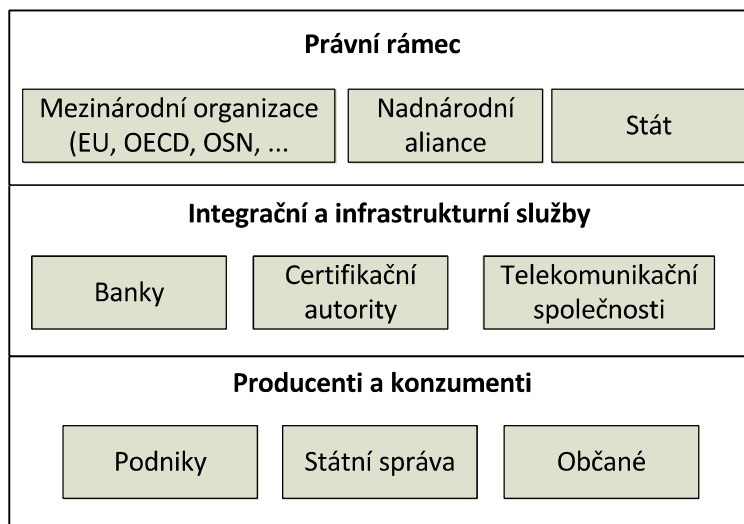 Právní rámec
Mezinárodní organizace
(EU, OECD, OSN, ...
Nadnárodní
aliance
Stát
Integrační a infrastrukturní služby
Banky
Certifikační
autority
Telekomunikační
společnosti
Producenti a konzumenti
Podniky
Státní správa
Občané